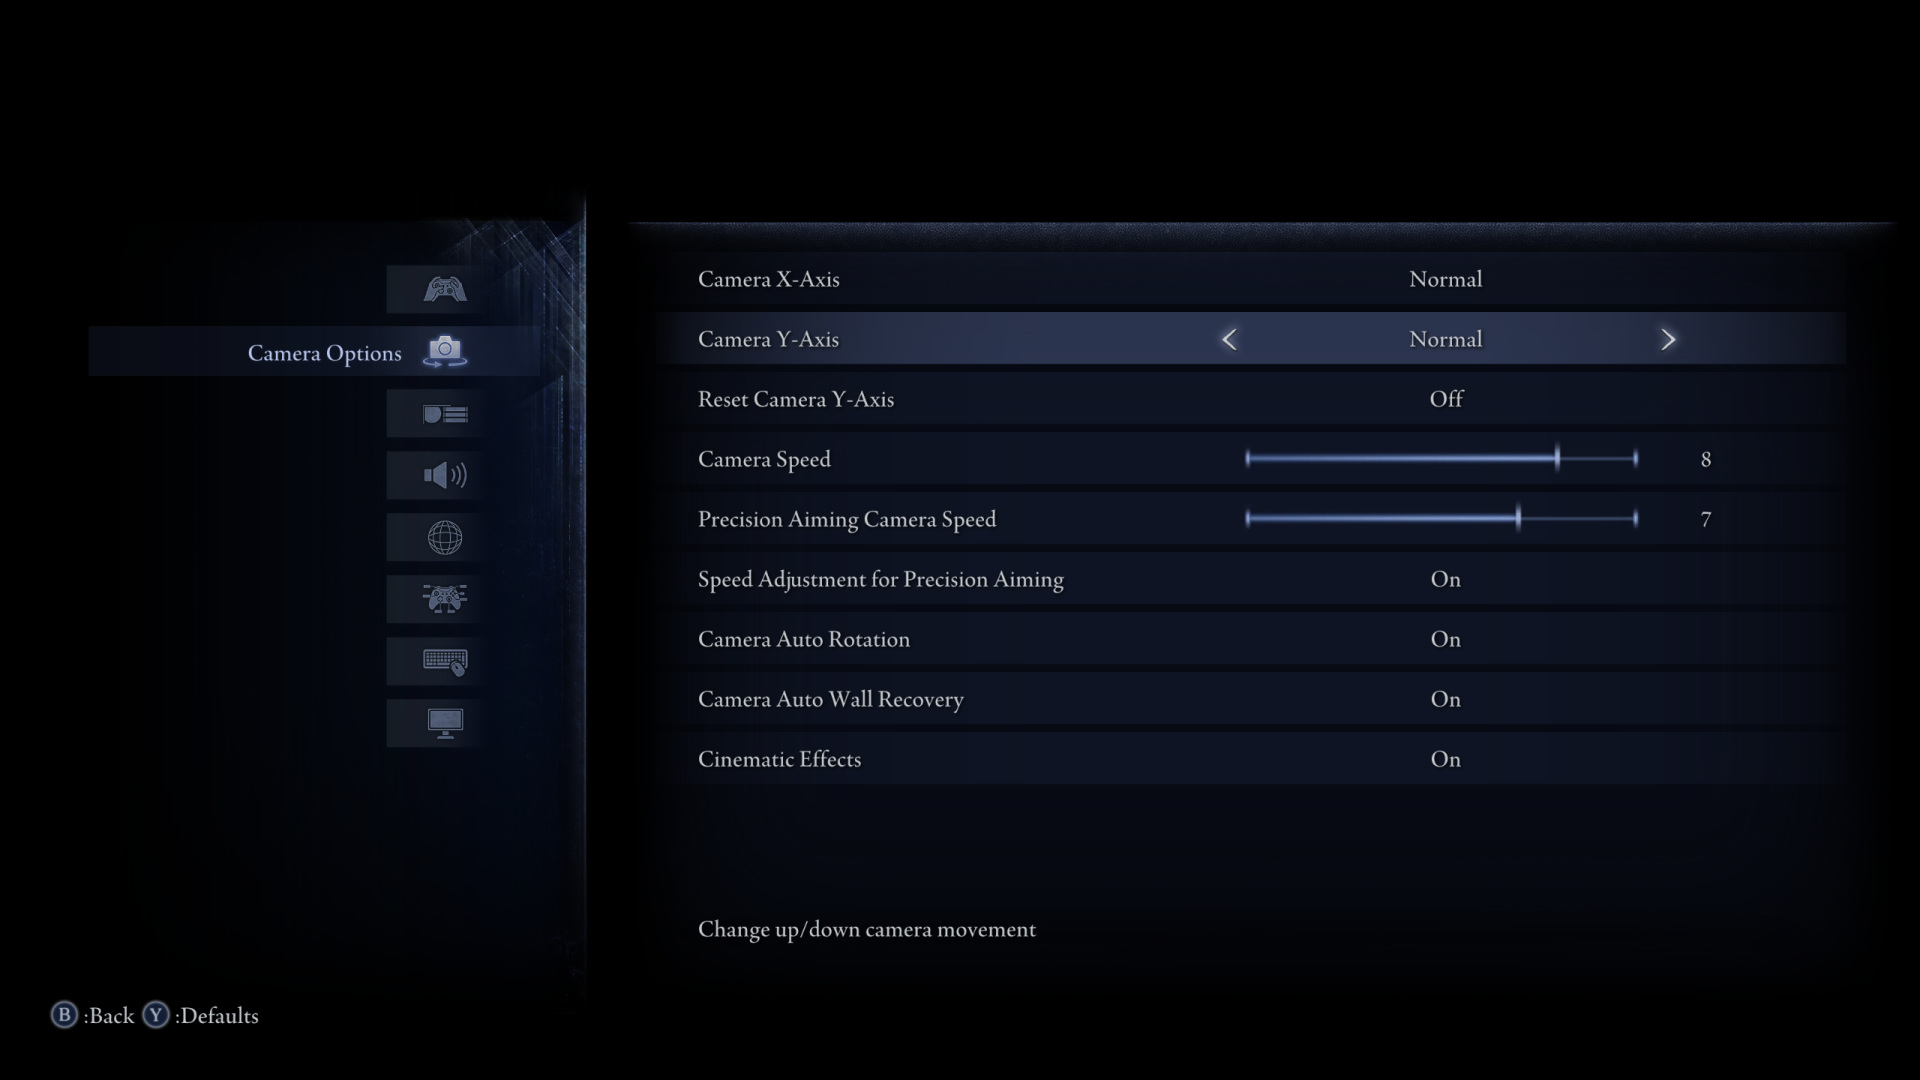 Camera Options
Camera X-Axis Normal
Camera Y-Axis Normal
Reset Camera Y-Axis Off
Camera Speed 8
Precision Aiming Camera Speed 7
Speed Adjustment for Precision Aiming On
Camera Auto Rotation On
Camera Auto Wall Recovery On
Cinematic Effects On
Change up/down camera movement
B :Back Y :Defaults